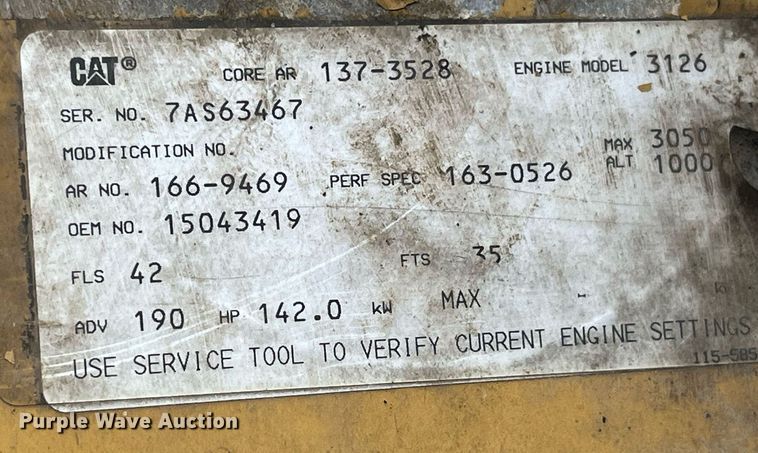 CAT® CORE AR 137-3528 ENGINE MODEL 3126
SER. NO. 7AS63467
MODIFICATION NO. MAX 3050
AR NO. 166-9469 PERF SPEC 163-0526 ALT 1000
OEM NO. 15043419
FLS 42 FTS 35
ADV 190 HP 142.0 kW MAX -
USE SERVICE TOOL TO VERIFY CURRENT ENGINE SETTINGS
Purple Wave Auction